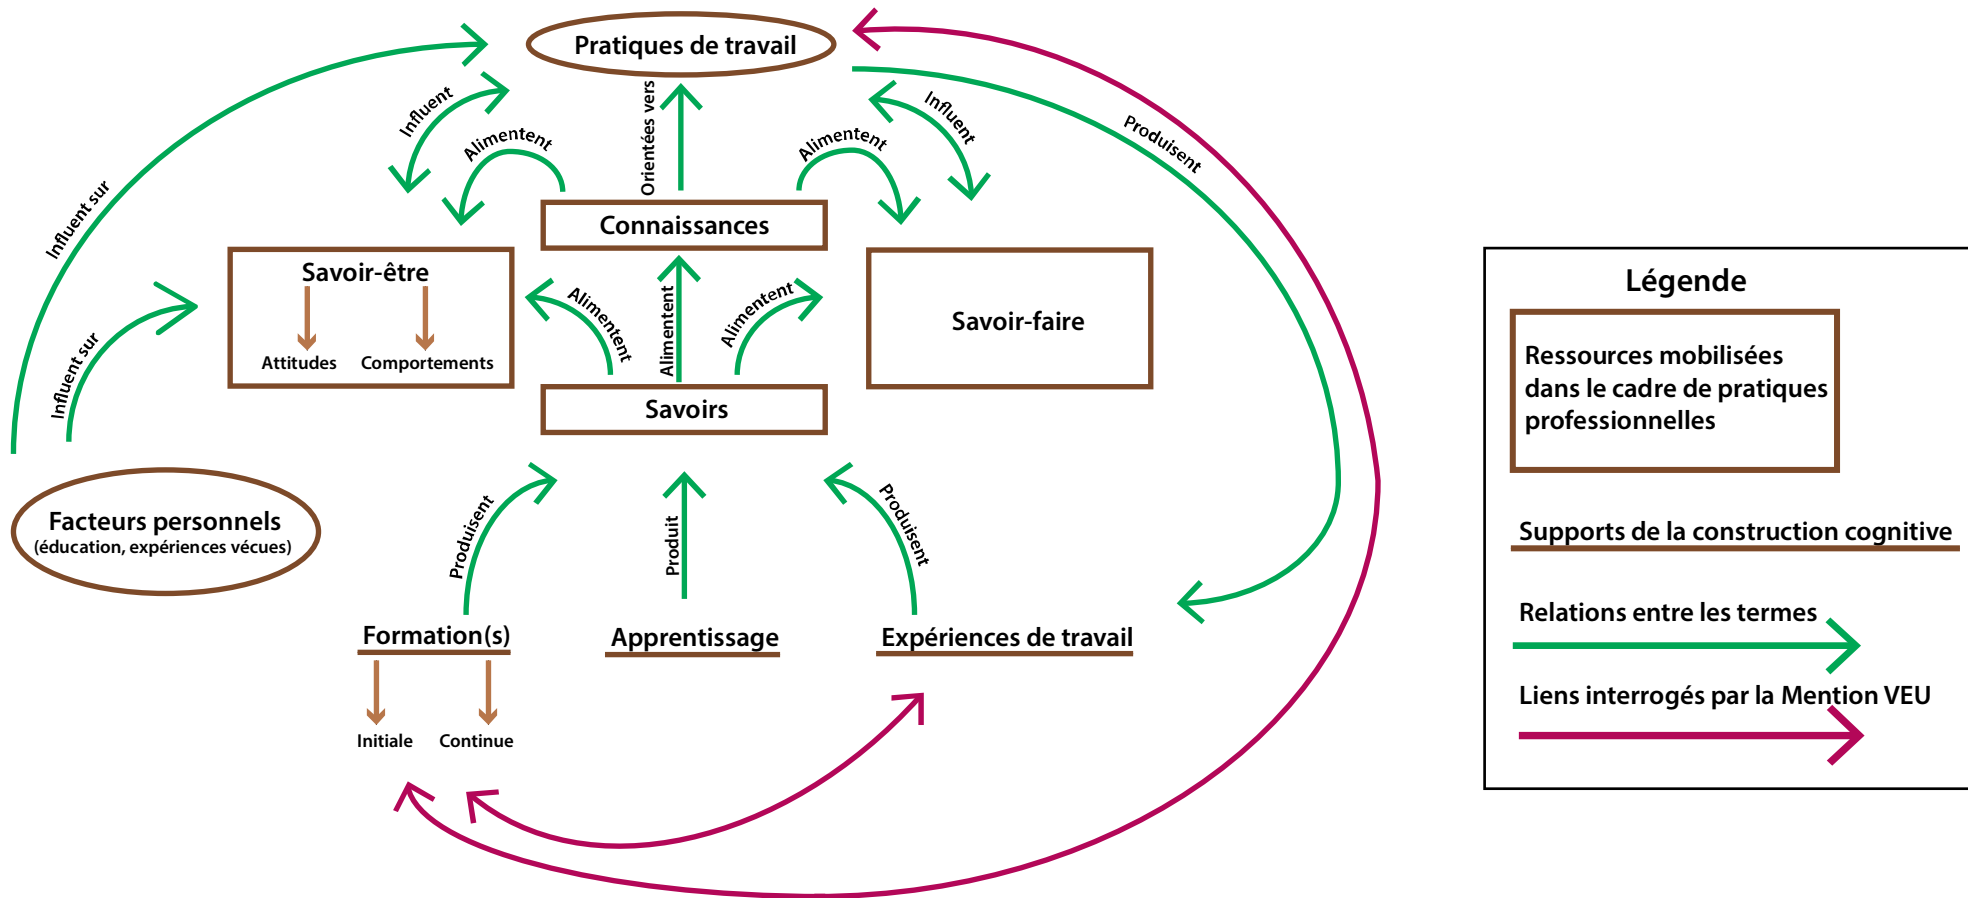 Pratiques de travail
Influent
Alimentent
Orientées vers
Alimentent
Influent
Produisent
Influent sur
Connaissances
Savoir-être
Attitudes
Comportements
Alimentent
Alimentent
Alimentent
Savoir-faire
Influent sur
Savoirs
Facteurs personnels
(éducation, expériences vécues)
Produisent
Produit
Produisent
Formation(s)
Apprentissage
Expériences de travail
Initiale
Continue
Légende
Ressources mobilisées
dans le cadre de pratiques
professionnelles
Supports de la construction cognitive
Relations entre les termes
Liens interrogés par la Mention VEU